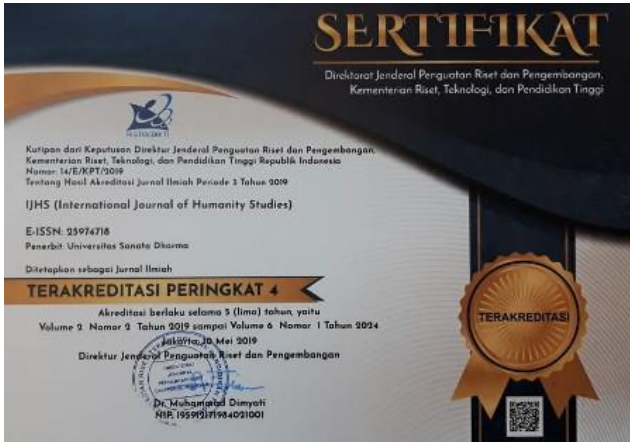 SERTIFIKAT
Direktorat Jenderal Penguatan Riset dan Pengembangan,
Kementerian Riset, Teknologi, dan Pendidikan Tinggi
Kutipan dari Keputusan Direktur Jenderal Penguatan Riset dan Pengembangan,
Kementerian Riset, Teknologi, dan Pendidikan Tinggi Republik Indonesia
Nomor: 14/E/KPT/2019
Tentang Hasil Akreditasi Jurnal Ilmiah Periode 3 Tahun 2019
IJHS (International Journal of Humanity Studies)
E-ISSN: 25974718
Penerbit: Universitas Sanata Dharma
Ditetapkan sebagai Jurnal Ilmiah
TERAKREDITASI PERINGKAT 4
Akreditasi berlaku selama 5 (lima) tahun, yaitu
Volume 2 Nomor 2 Tahun 2019 sampai Volume 6 Nomor 1 Tahun 2024
Jakarta, 10 Mei 2019
Direktur Jenderal Penguatan Riset dan Pengembangan
Dr. Muhammad Dimyati
NIP. 195912171984021001
TERAKREDITASI